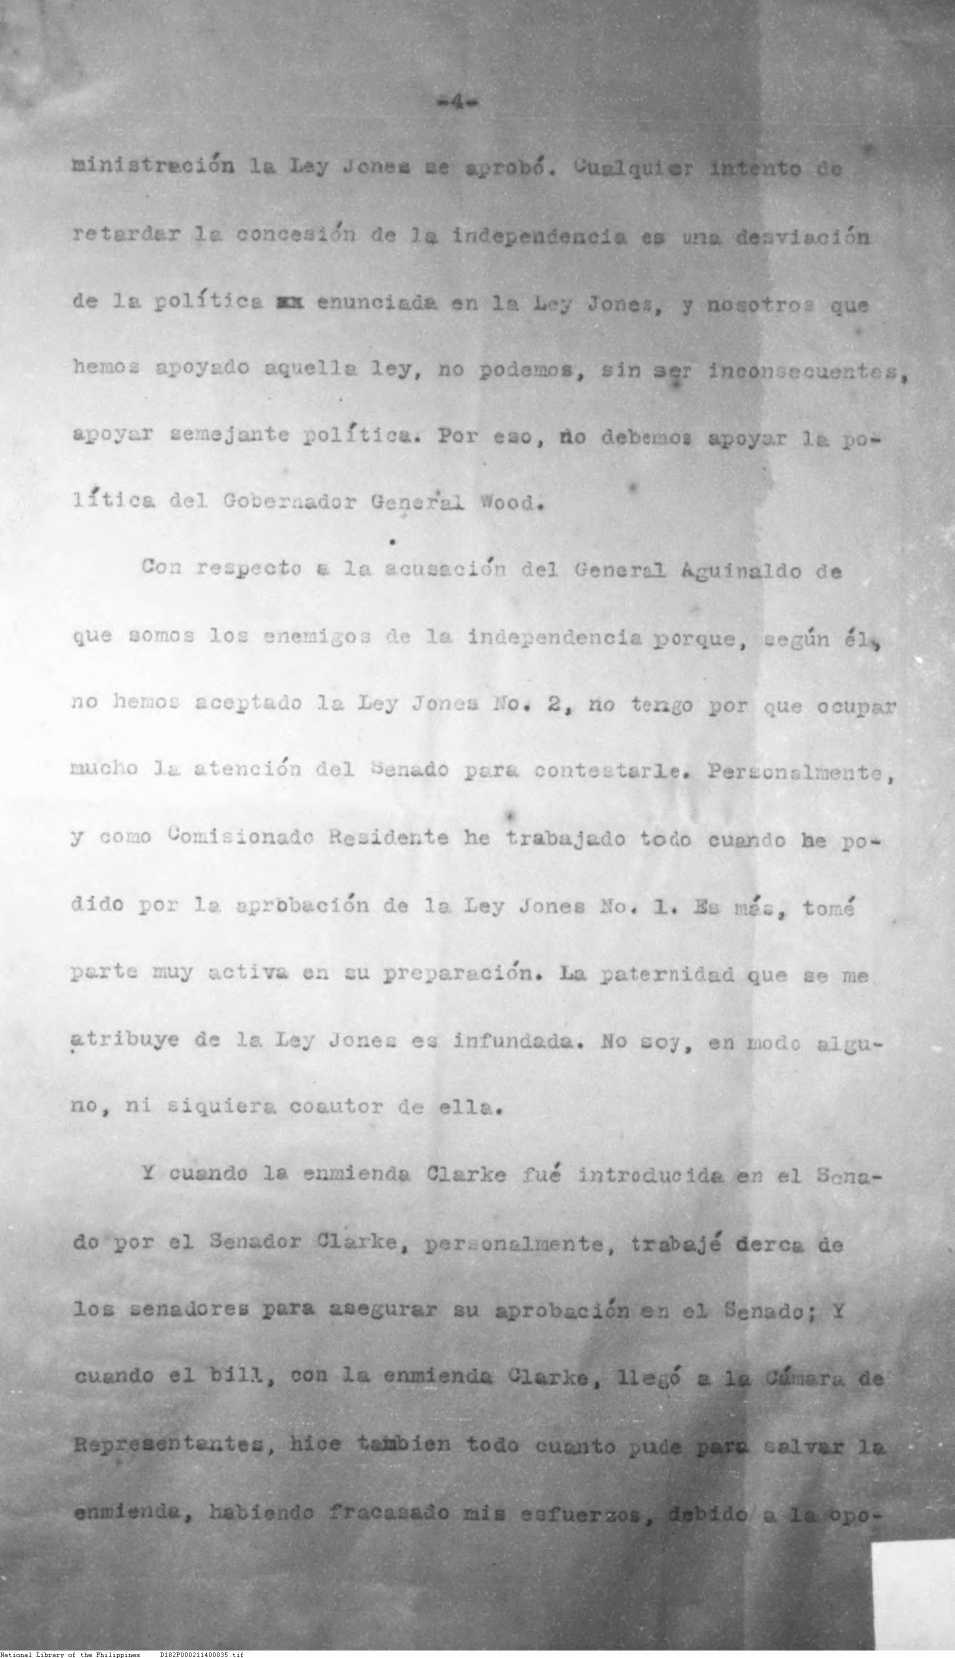 -4-
ministración la Ley Jones se aprobó. Cualquier intento de
retardar la concesión de la independencia es una desviación
de la política xx enunciada en la Ley Jones, y nosotros que
hemos apoyado aquella ley, no podemos, sin ser inconsecuentes,
apoyar semejante política. Por eso, no debemos apoyar la po-
lítica del Gobernador General Wood.
Con respecto a la acusación del General Aguinaldo de
que somos los enemigos de la independencia porque, según él,
no hemos aceptado la Ley Jones No. 2, no tengo por que ocupar
mucho la atención del Senado para contestarle. Personalmente,
y como Comisionado Residente he trabajado todo cuando he po-
dido por la aprobación de la Ley Jones No. 1. Es más, tomé
parte muy activa en su preparación. La paternidad que se me
atribuye de la Ley Jones es infundada. No soy, en modo algu-
no, ni siquiera coautor de ella.
Y cuando la enmienda Clarke fué introducida en el Sena-
do por el Senador Clarke, personalmente, trabajé derca de
los senadores para asegurar su aprobación en el Senado; Y
cuando el bill, con la enmienda Clarke, llegó a la Cámara de
Representantes, hice tambien todo cuanto pude para salvar la
enmienda, habiendo fracasado mis esfuerzos, debido a la opo-
National Library of the Philippines D182P000211400035.tif